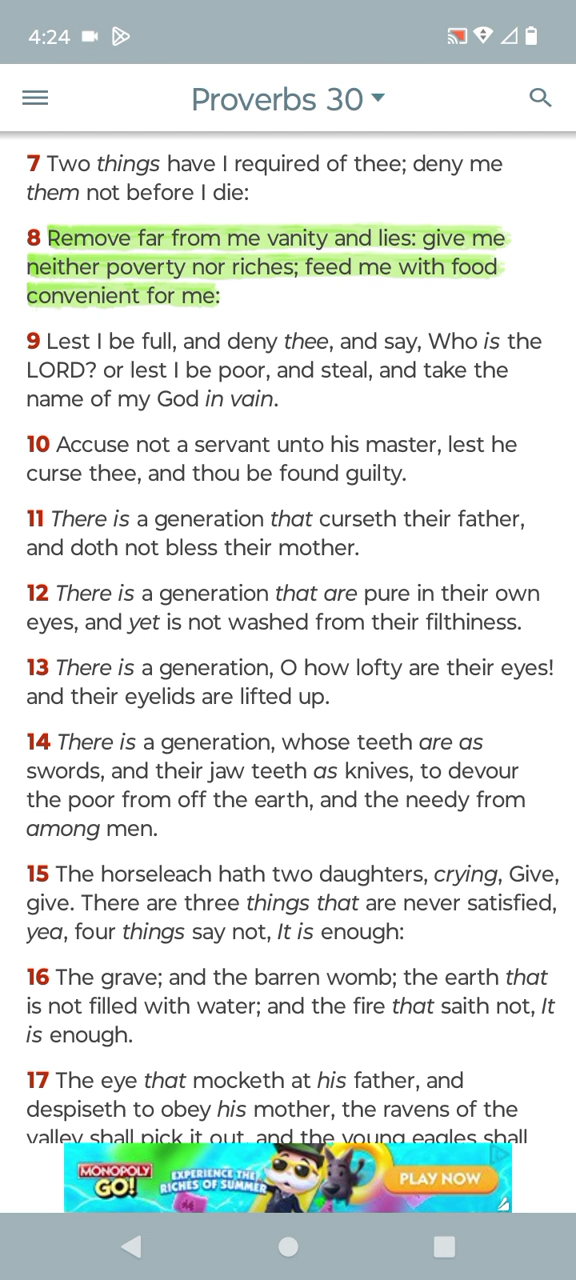 4:24
Proverbs 30
7 Two things have I required of thee; deny me
them not before I die:
8 Remove far from me vanity and lies: give me
neither poverty nor riches; feed me with food
convenient for me:
9 Lest I be full, and deny thee, and say, Who is the
LORD? or lest I be poor, and steal, and take the
name of my God in vain.
10 Accuse not a servant unto his master, lest he
curse thee, and thou be found guilty.
11 There is a generation that curseth their father,
and doth not bless their mother.
12 There is a generation that are pure in their own
eyes, and yet is not washed from their filthiness.
13 There is a generation, O how lofty are their eyes!
and their eyelids are lifted up.
14 There is a generation, whose teeth are as
swords, and their jaw teeth as knives, to devour
the poor from off the earth, and the needy from
among men.
15 The horseleach hath two daughters, crying, Give,
give. There are three things that are never satisfied,
yea, four things say not, It is enough:
16 The grave; and the barren womb; the earth that
is not filled with water; and the fire that saith not, It
is enough.
17 The eye that mocketh at his father, and
despiseth to obey his mother, the ravens of the
valley shall pick it out, and the young eagles shall
MONOPOLY
GO!
EXPERIENCE THE
RICHES OF SUMMER
PLAY NOW